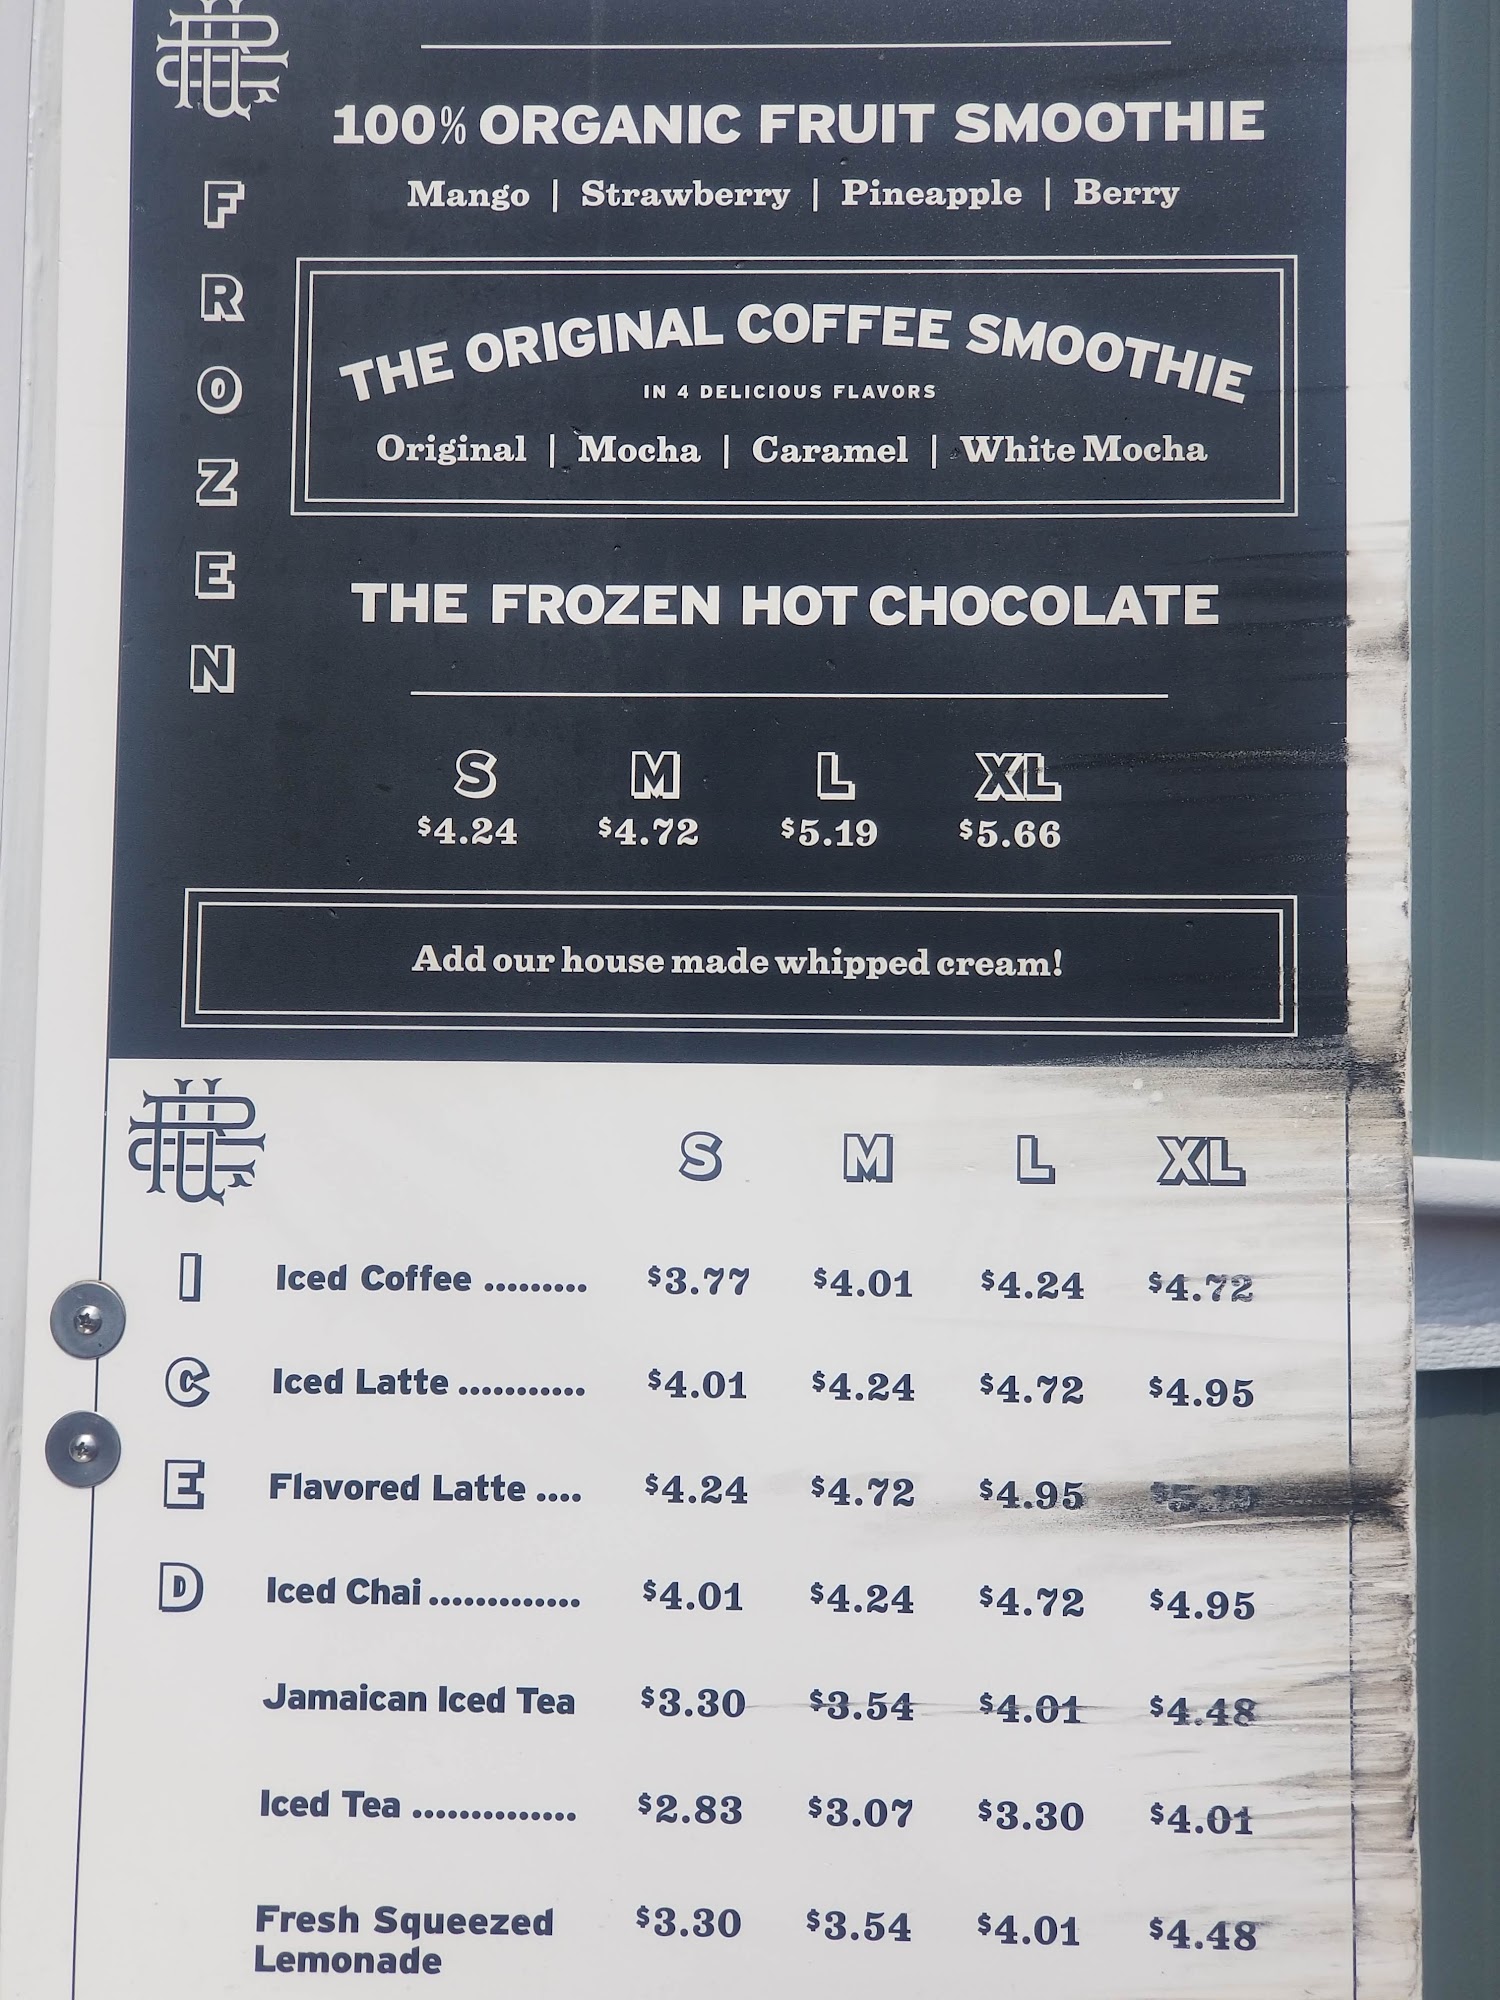 100% ORGANIC FRUIT SMOOTHIE
Mango | Strawberry | Pineapple | Berry
THE ORIGINAL COFFEE SMOOTHIE
IN 4 DELICIOUS FLAVORS
Original | Mocha | Caramel | White Mocha
THE FROZEN HOT CHOCOLATE
FROZEN
S M L XL
$4.24 $4.72 $5.19 $5.66
Add our house made whipped cream!
ICED
S M L XL
Iced Coffee ......... $3.77 $4.01 $4.24 $4.72
Iced Latte ........... $4.01 $4.24 $4.72 $4.95
Flavored Latte .... $4.24 $4.72 $4.95 $5.19
Iced Chai ............. $4.01 $4.24 $4.72 $4.95
Jamaican Iced Tea $3.30 $3.54 $4.01 $4.48
Iced Tea .............. $2.83 $3.07 $3.30 $4.01
Fresh Squeezed $3.30 $3.54 $4.01 $4.48
Lemonade